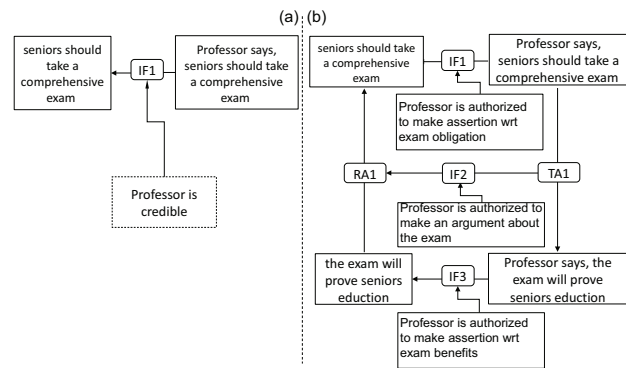 (a)
seniors should
take a
comprehensive
exam
IF1
Professor says,
seniors should take
a comprehensive
exam
Professor is
credible
(b)
seniors should take
a comprehensive
exam
IF1
Professor says,
seniors should take
a comprehensive exam
Professor is authorized
to make assertion wrt
exam obligation
RA1
IF2
TA1
Professor is authorized to
make an argument about
the exam
the exam will
prove seniors
eduction
IF3
Professor says, the
exam will prove
seniors eduction
Professor is authorized
to make assertion wrt
exam benefits